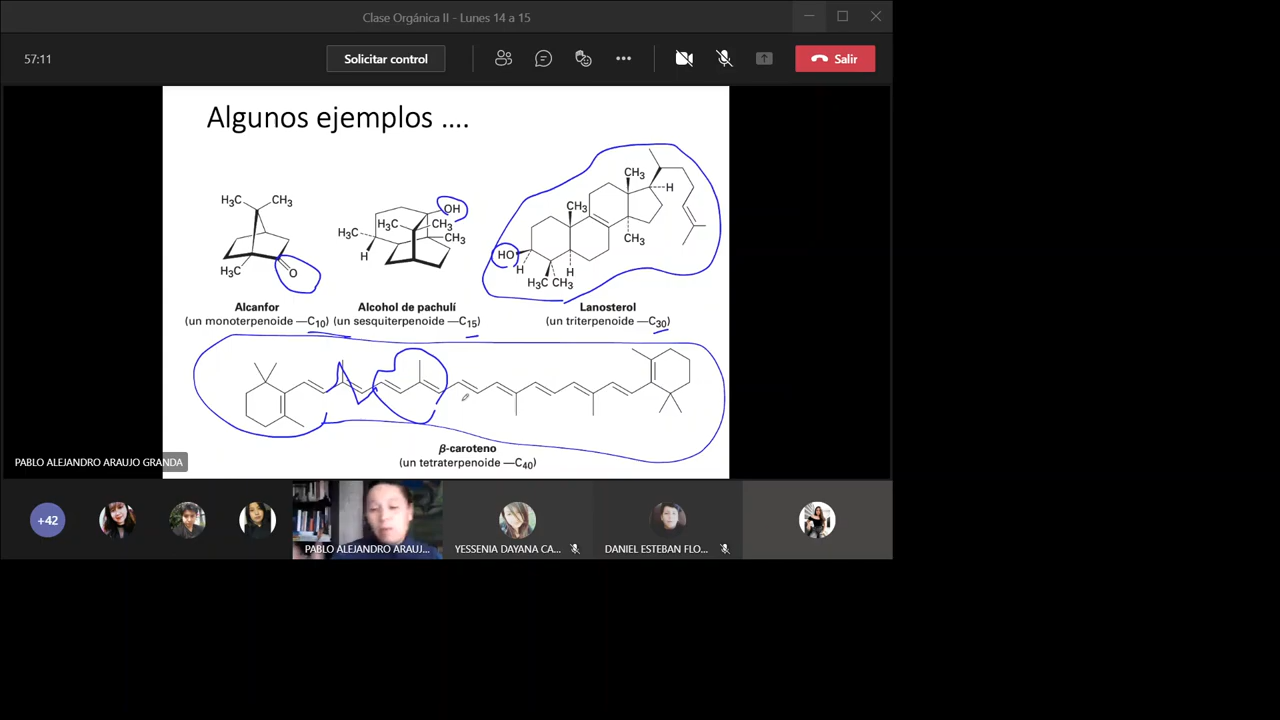 Clase Orgánica II - Lunes 14 a 15
57:11
Solicitar control
Salir
Algunos ejemplos ....
H₃C CH₃
H₃C
O
OH
H₃C CH₃
H₃C
CH₃
H
CH₃
H
CH₃
CH₃
HO
H
H
H₃C CH₃
Alcanfor
(un monoterpenoide —C₁₀)
Alcohol de pachulí
(un sesquiterpenoide —C₁₅)
Lanosterol
(un triterpenoide —C₃₀)
β-caroteno
(un tetraterpenoide —C₄₀)
PABLO ALEJANDRO ARAUJO GRANDA
+42
PABLO ALEJANDRO ARAUJ...
YESSENIA DAYANA CA...
DANIEL ESTEBAN FLO...